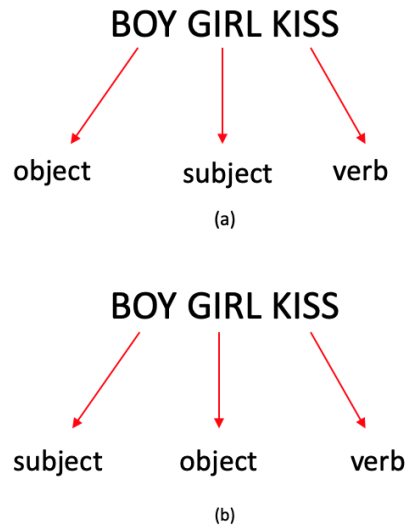 BOY GIRL KISS
object subject verb
(a)
BOY GIRL KISS
subject object verb
(b)